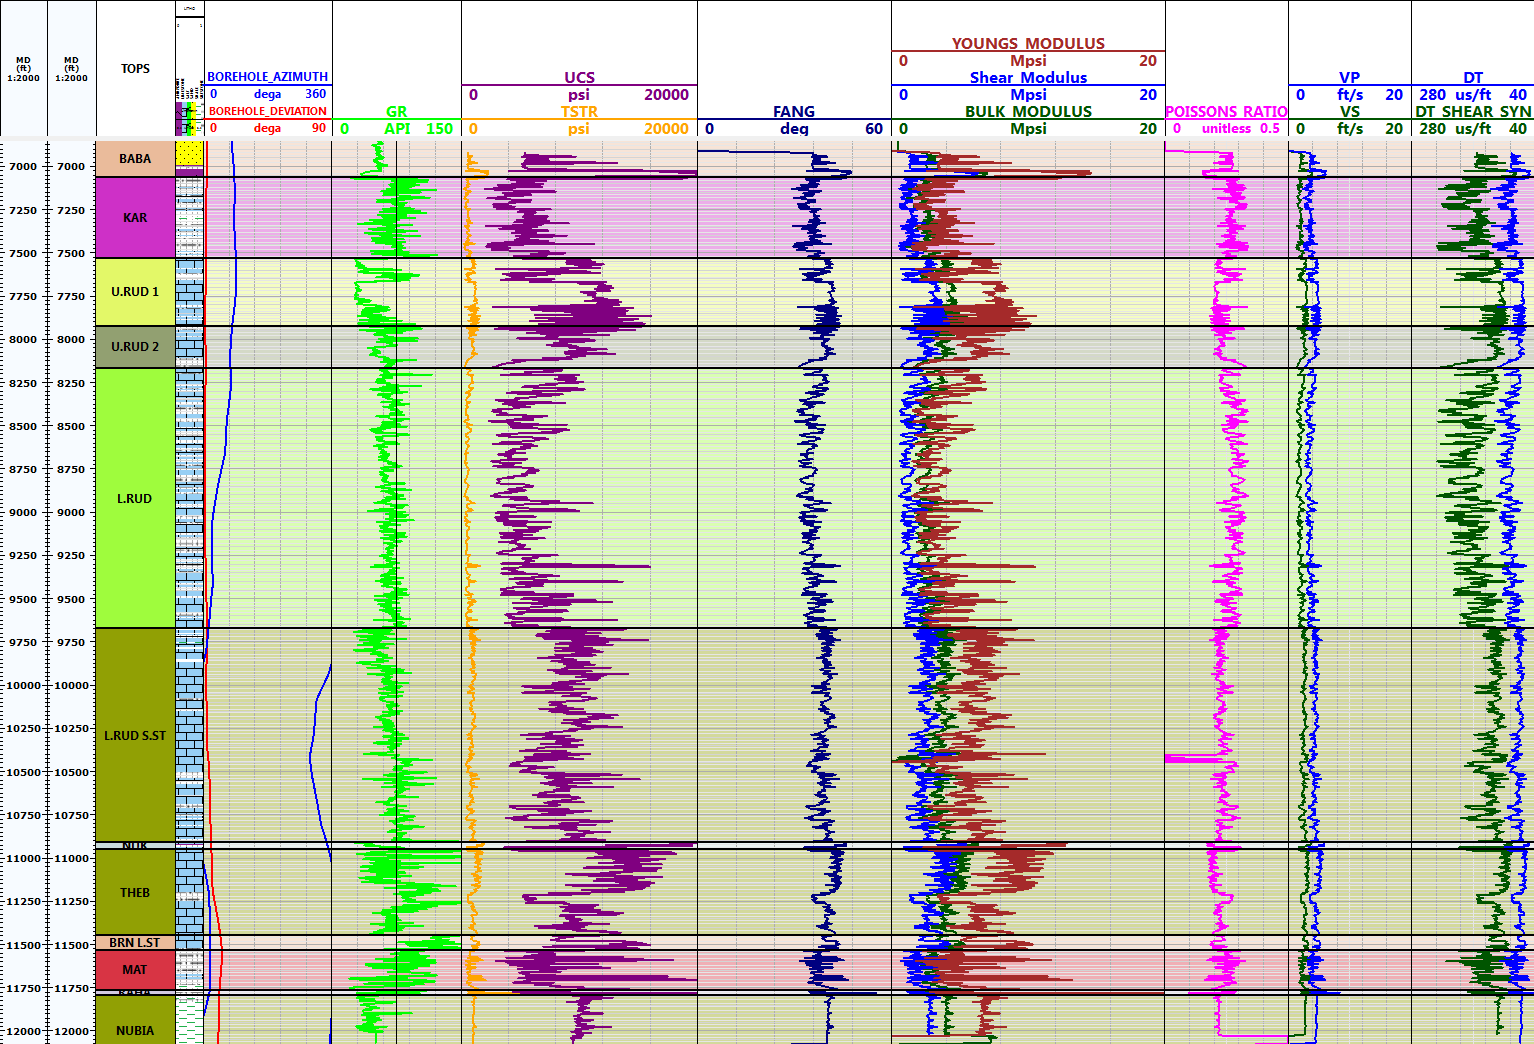 YOUNGS_MODULUS
0 Mpsi 20
MD (ft) 1:2000
MD (ft) 1:2000
TOPS
BOREHOLE_AZIMUTH
UCS
Shear_Modulus
VP
DT
0 dega 360
0 psi 20000
0 Mpsi 20
0 ft/s 20
280 us/ft 40
BOREHOLE_DEVIATION
GR
TSTR
FANG
BULK_MODULUS
POISSONS_RATIO
VS
DT_SHEAR_SYN
0 dega 90
0 API 150
0 psi 20000
0 deg 60
0 Mpsi 20
0 unitless 0.5
0 ft/s 20
280 us/ft 40
BABA
7000 7000
KAR
7250 7250
7500 7500
U.RUD 1
7750 7750
8000 8000
U.RUD 2
8250 8250
8500 8500
L.RUD
8750 8750
9000 9000
9250 9250
9500 9500
9750 9750
10000 10000
L.RUD S.ST
10250 10250
10500 10500
10750 10750
NUK
11000 11000
THEB
11250 11250
BRN L.ST
11500 11500
MAT
11750 11750
NUBIA
12000 12000